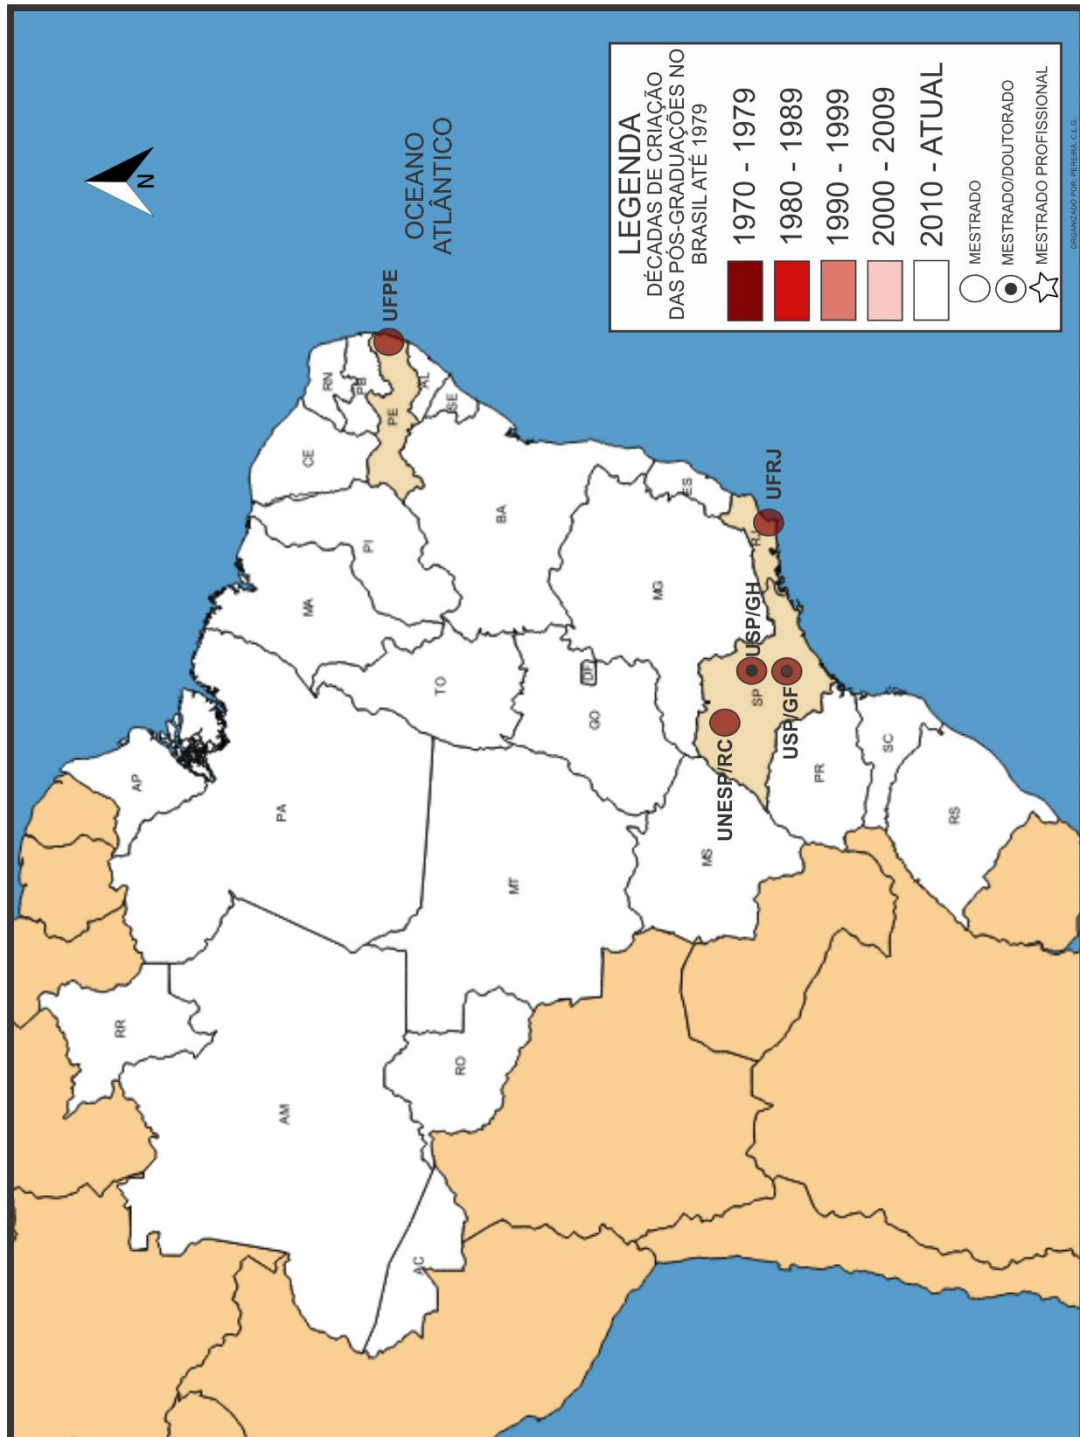 N
OCEANO
ATLÂNTICO
RR
AP
AM
PA
MA
CE
RN
PB
PI
PE
AL
SE
AC
RO
MT
TO
BA
GO
DF
MG
ES
MS
SP
RJ
PR
SC
RS
UFPE
UFRJ
USP/GH
USP/GF
UNESP/RC
LEGENDA
DÉCADAS DE CRIAÇÃO
DAS PÓS-GRADUAÇÕES NO
BRASIL ATÉ 1979
1970 - 1979
1980 - 1989
1990 - 1999
2000 - 2009
2010 - ATUAL
MESTRADO
MESTRADO/DOUTORADO
MESTRADO PROFISSIONAL
ORGANIZADO POR: PEREIRA, C.L.G.